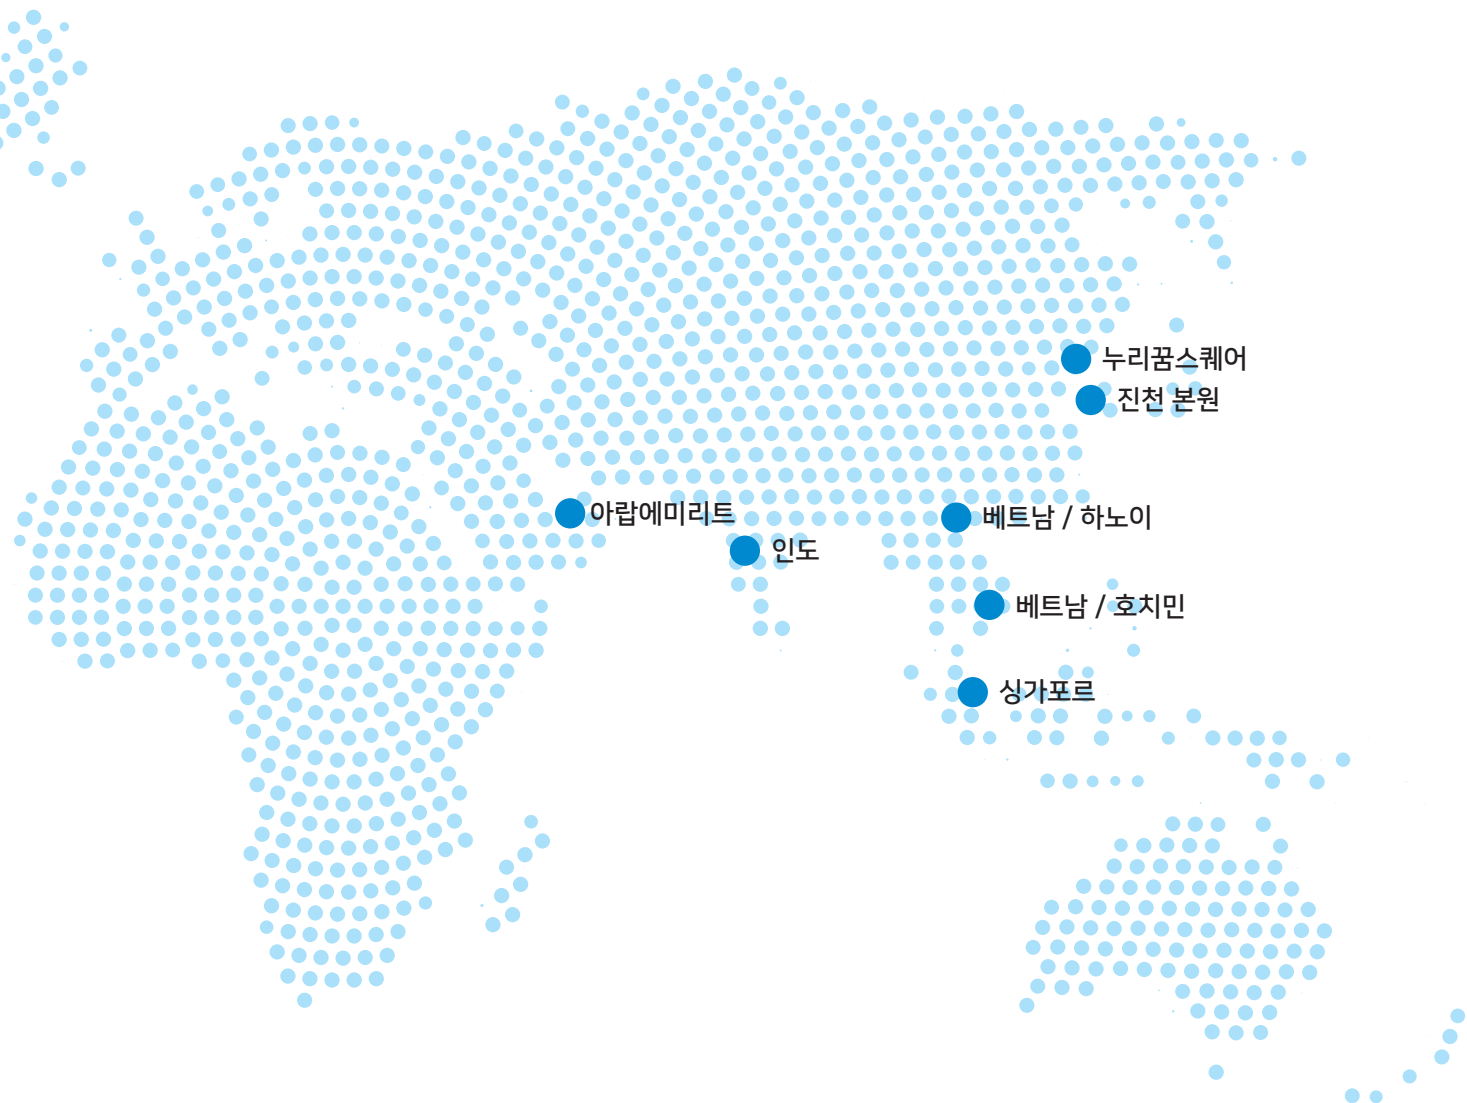 누리꿈스퀘어
진천 본원
아랍에미리트
베트남 / 하노이
인도
베트남 / 호치민
싱가포르